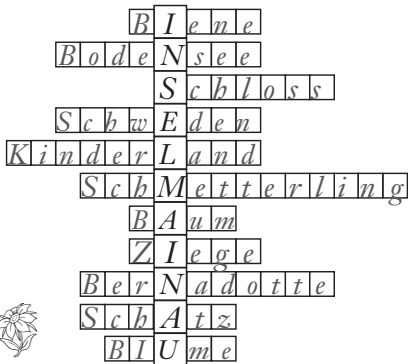 BIene
BodeNsee
Schloss
SchwEden
KinderLand
SchMetterling
BAum
ZIege
BerNadotte
SchAtz
BlUme